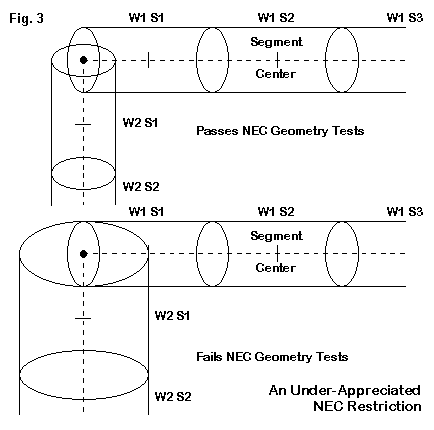 Fig. 3
W1 S1 W1 S2 W1 S3
Segment
Center
W2 S1
Passes NEC Geometry Tests
W2 S2
W1 S1 W1 S2 W1 S3
Segment
Center
W2 S1
Fails NEC Geometry Tests
W2 S2
An Under-Appreciated
NEC Restriction